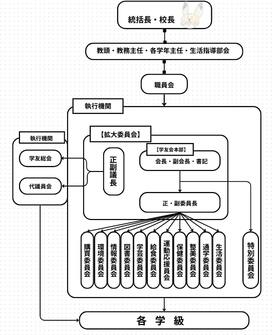 統括長・校長
教頭・教務主任・各学年主任・生活指導部会
職員会
執行機関
執行機関
学友総会
代議員会
【拡大委員会】
正副議長
【学友会本部】
会長・副会長・書記
正・副委員長
購買委員会
環境委員会
情報委員会
図書委員会
学芸委員会
給食委員会
運動応援委員会
保健委員会
整美委員会
通学委員会
生活委員会
特別委員会
各 学 級